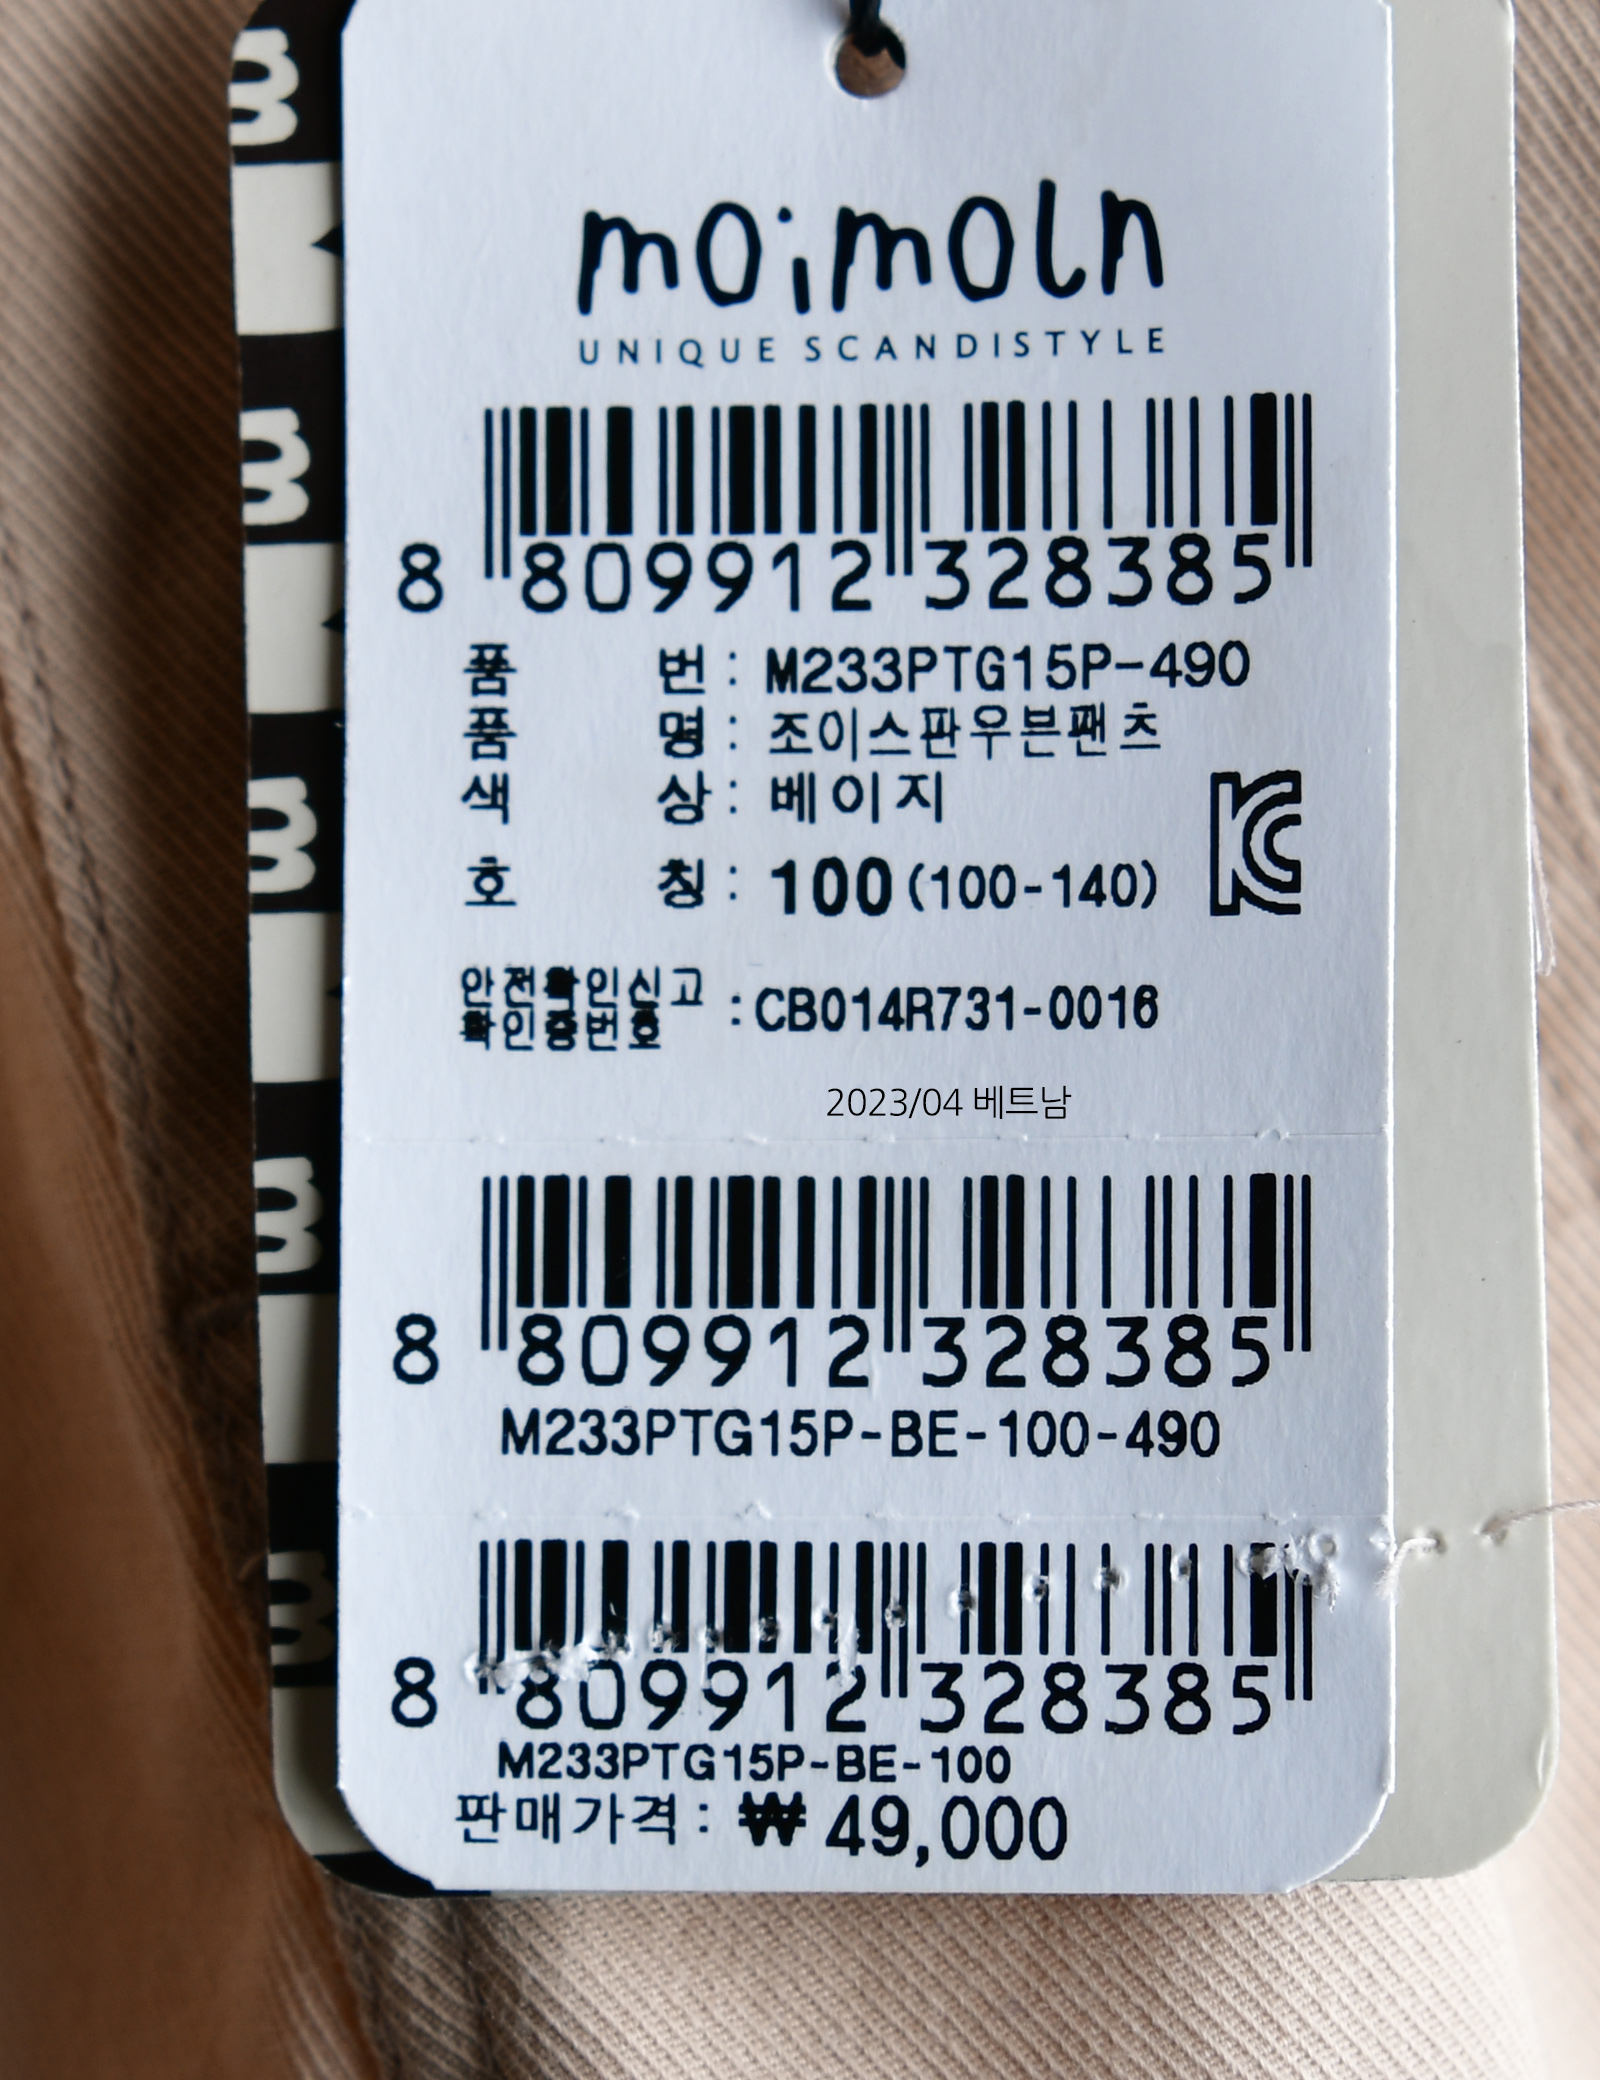 moimoln
UNIQUE SCANDISTYLE
8 809912 328385
품 번 : M233PTG15P-490
품 명 : 조이스판우븐팬츠
색 상 : 베이지
호 칭 : 100 (100-140)
안전확인신고
확인증번호 : CB014R731-0016
2023/04 베트남
8 809912 328385
M233PTG15P-BE-100-490
8 809912 328385
M233PTG15P-BE-100
판매가격 : ₩ 49,000